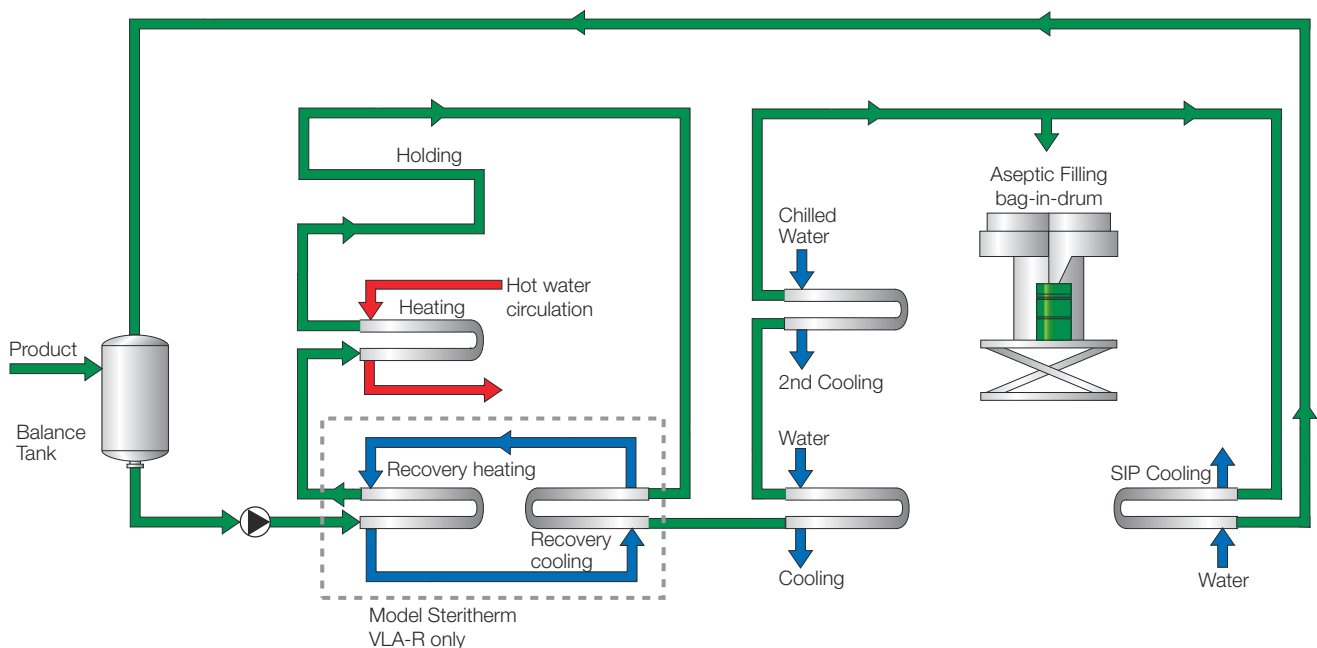 Holding
Aseptic Filling
bag-in-drum
Chilled
Water
Hot water
circulation
Heating
Product
2nd Cooling
Balance
Tank
Recovery heating
Water
SIP Cooling
Recovery
cooling
Cooling
Water
Model Steritherm
VLA-R only